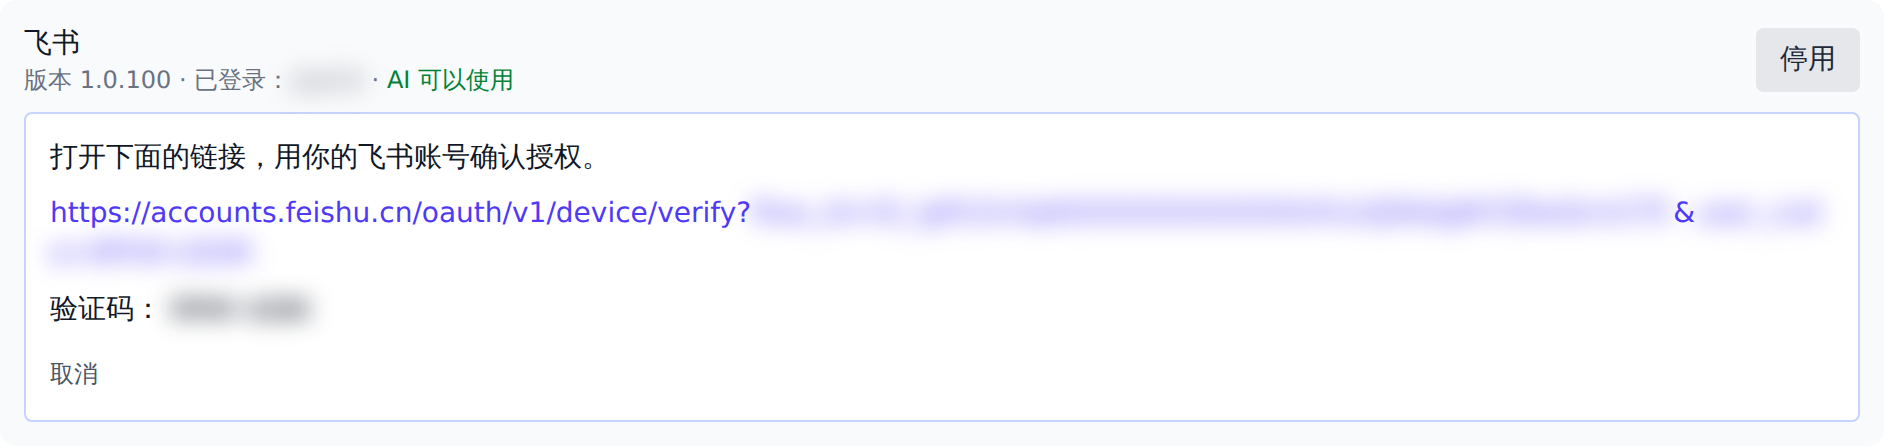 飞书
停用
版本 1.0.100 · 已登录： · AI 可以使用
打开下面的链接，用你的飞书账号确认授权。
https://accounts.feishu.cn/oauth/v1/device/verify? &
验证码：
取消